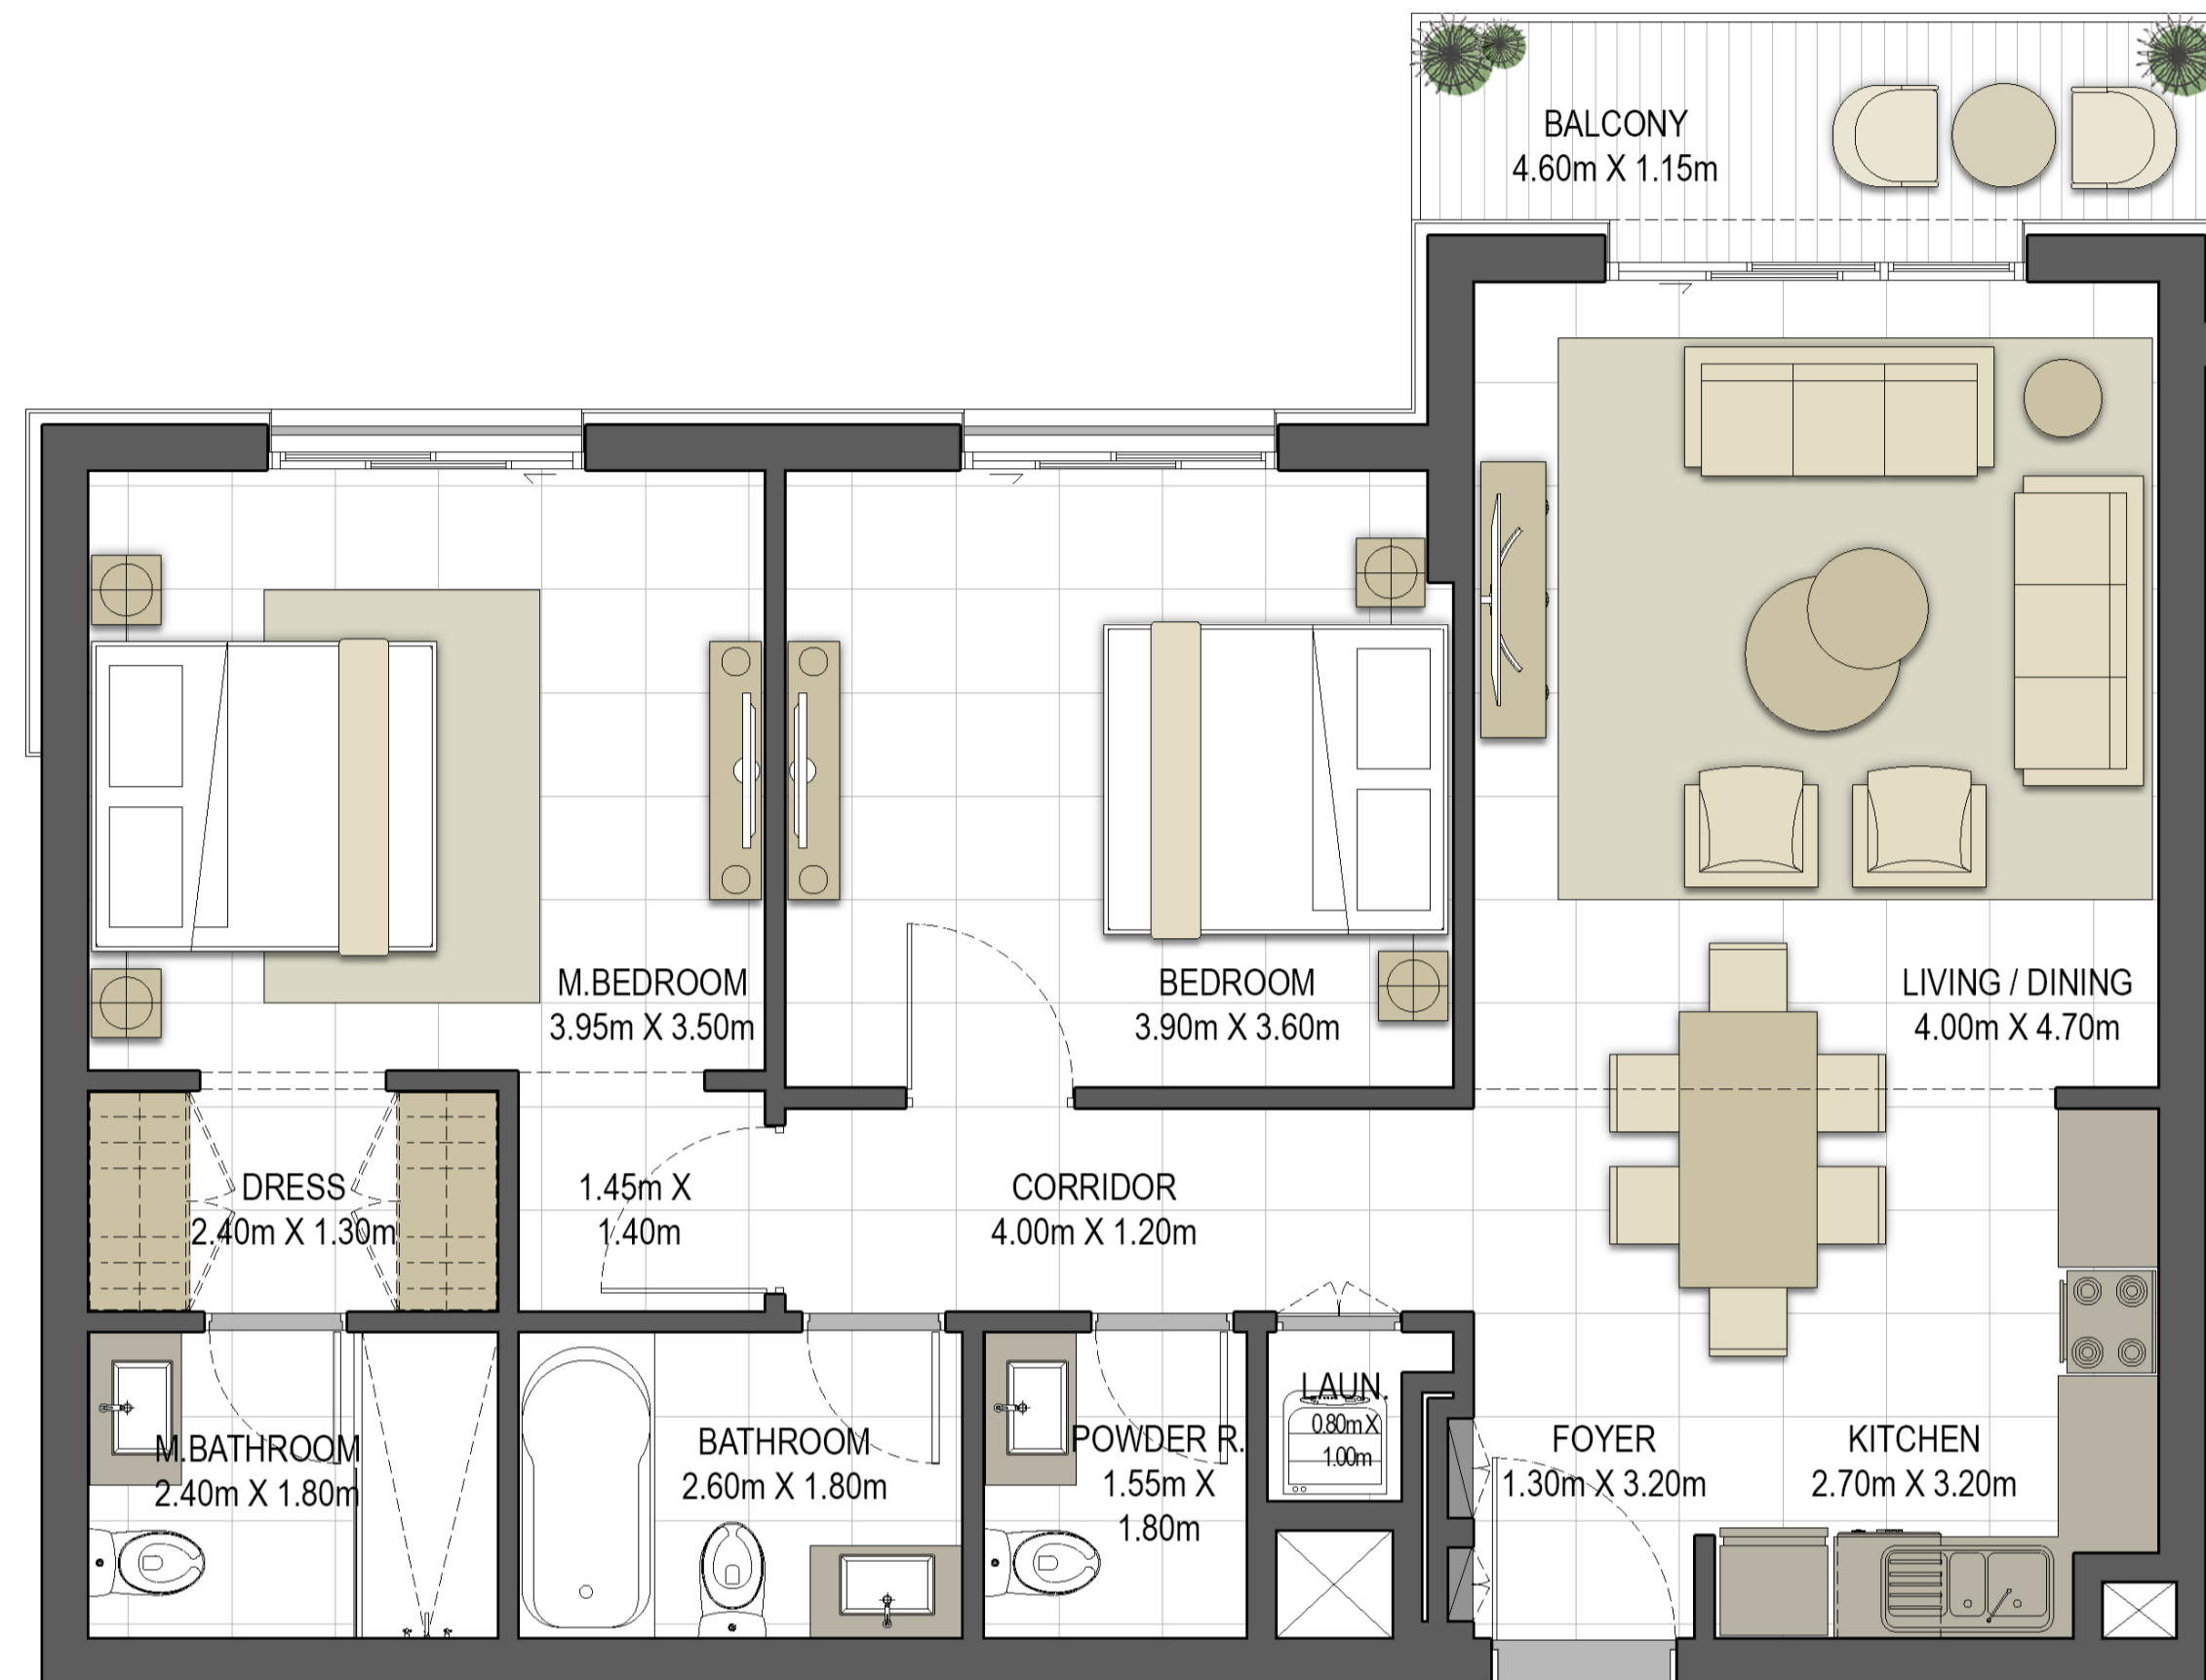 BALCONY
4.60m X 1.15m
M.BEDROOM
3.95m X 3.50m
BEDROOM
3.90m X 3.60m
LIVING / DINING
4.00m X 4.70m
DRESS
2.40m X 1.30m
1.45m X
1.40m
CORRIDOR
4.00m X 1.20m
M.BATHROOM
2.40m X 1.80m
BATHROOM
2.60m X 1.80m
POWDER R.
1.55m X
1.80m
LAUN.
0.80m X
1.00m
FOYER
1.30m X 3.20m
KITCHEN
2.70m X 3.20m